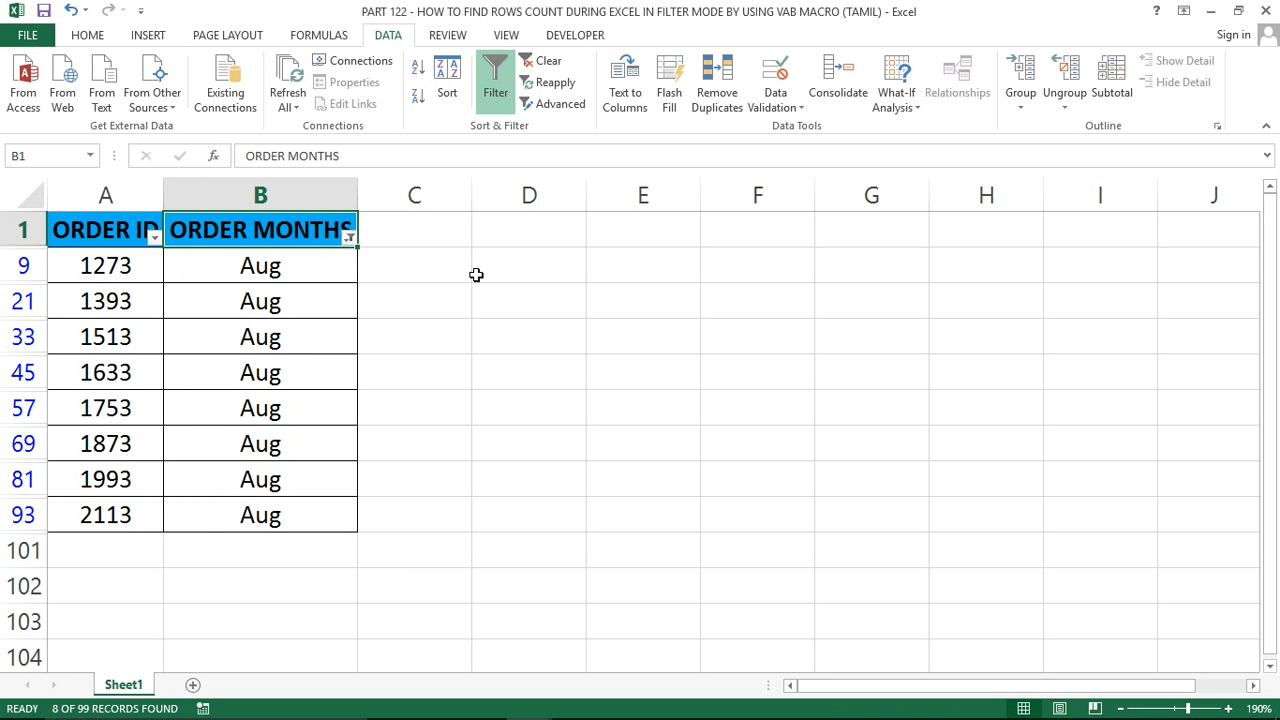 PART 122 - HOW TO FIND ROWS COUNT DURING EXCEL IN FILTER MODE BY USING VAB MACRO (TAMIL) - Excel
FILE HOME INSERT PAGE LAYOUT FORMULAS DATA REVIEW VIEW DEVELOPER Sign in
From Access
From Web
From Text
From Other Sources
Get External Data
Existing Connections
Refresh All
Connections
Properties
Edit Links
Connections
Sort
Filter
Clear
Reapply
Advanced
Sort & Filter
Text to Columns
Flash Fill
Remove Duplicates
Data Validation
Consolidate
What-If Analysis
Relationships
Data Tools
Group
Ungroup
Subtotal
Show Detail
Hide Detail
Outline
B1 fx ORDER MONTHS
A B C D E F G H I J
1 ORDER ID ORDER MONTHS
9 1273 Aug
21 1393 Aug
33 1513 Aug
45 1633 Aug
57 1753 Aug
69 1873 Aug
81 1993 Aug
93 2113 Aug
101
102
103
104
Sheet1
READY 8 OF 99 RECORDS FOUND 190%